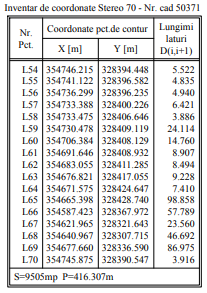 Inventar de coordonate Stereo 70 - Nr. cad 50371
Nr. Pct. Coordonate pct.de contur Lungimi laturi D(i,i+1)
X [m] Y [m]
L54 354746.215 328394.448 5.522
L55 354741.122 328396.582 4.835
L56 354736.299 328396.235 4.940
L57 354733.388 328400.226 6.421
L58 354733.475 328406.646 3.886
L59 354730.478 328409.119 24.114
L60 354706.384 328408.129 14.760
L61 354691.646 328408.932 8.907
L62 354683.055 328411.285 8.494
L63 354676.821 328417.055 9.228
L64 354671.575 328424.647 7.410
L65 354665.398 328428.740 98.858
L66 354587.423 328367.972 57.789
L67 354621.965 328321.643 23.560
L68 354640.967 328307.715 46.692
L69 354677.660 328336.590 86.975
L70 354745.875 328390.547 3.916
S=9505mp P=416.307m